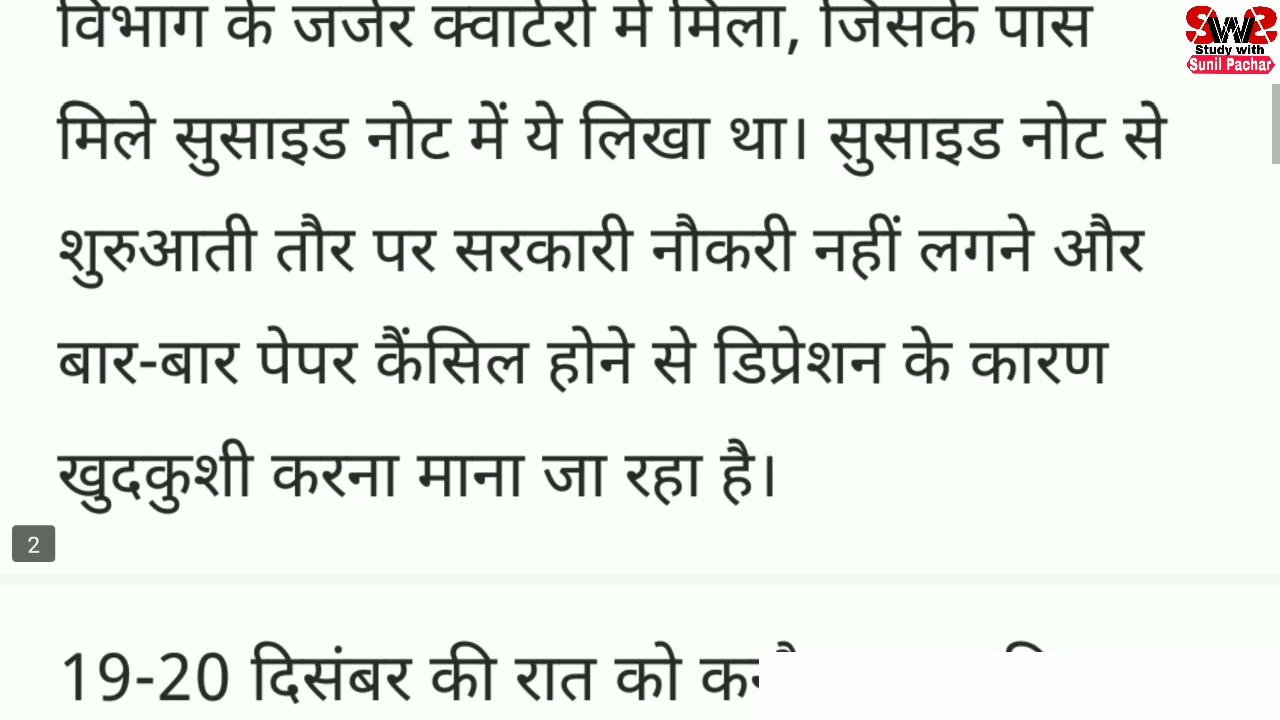 विभाग के जर्जर क्वार्टरों में मिला, जिसके पास
SWS
Study with
Sunil Pachar
मिले सुसाइड नोट में ये लिखा था। सुसाइड नोट से
शुरुआती तौर पर सरकारी नौकरी नहीं लगने और
बार-बार पेपर कैंसिल होने से डिप्रेशन के कारण
खुदकुशी करना माना जा रहा है।
2
19-20 दिसंबर की रात को